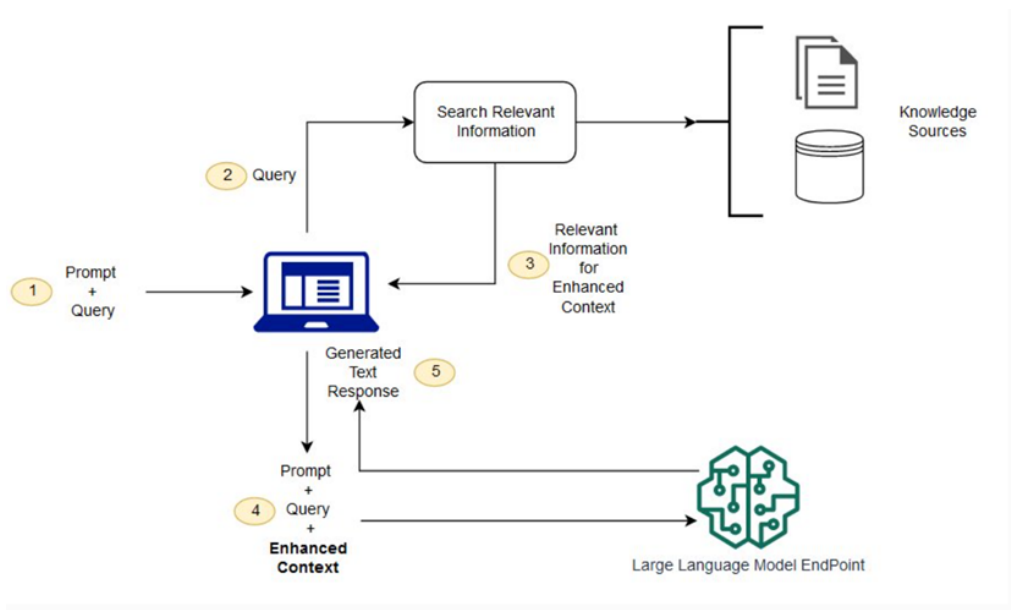 Search Relevant
Information
Knowledge
Sources
2
Query
Relevant
Information
for
Enhanced
Context
3
1
Prompt
+
Query
Generated
Text
Response
5
Prompt
+
Query
+
Enhanced
Context
4
Large Language Model EndPoint